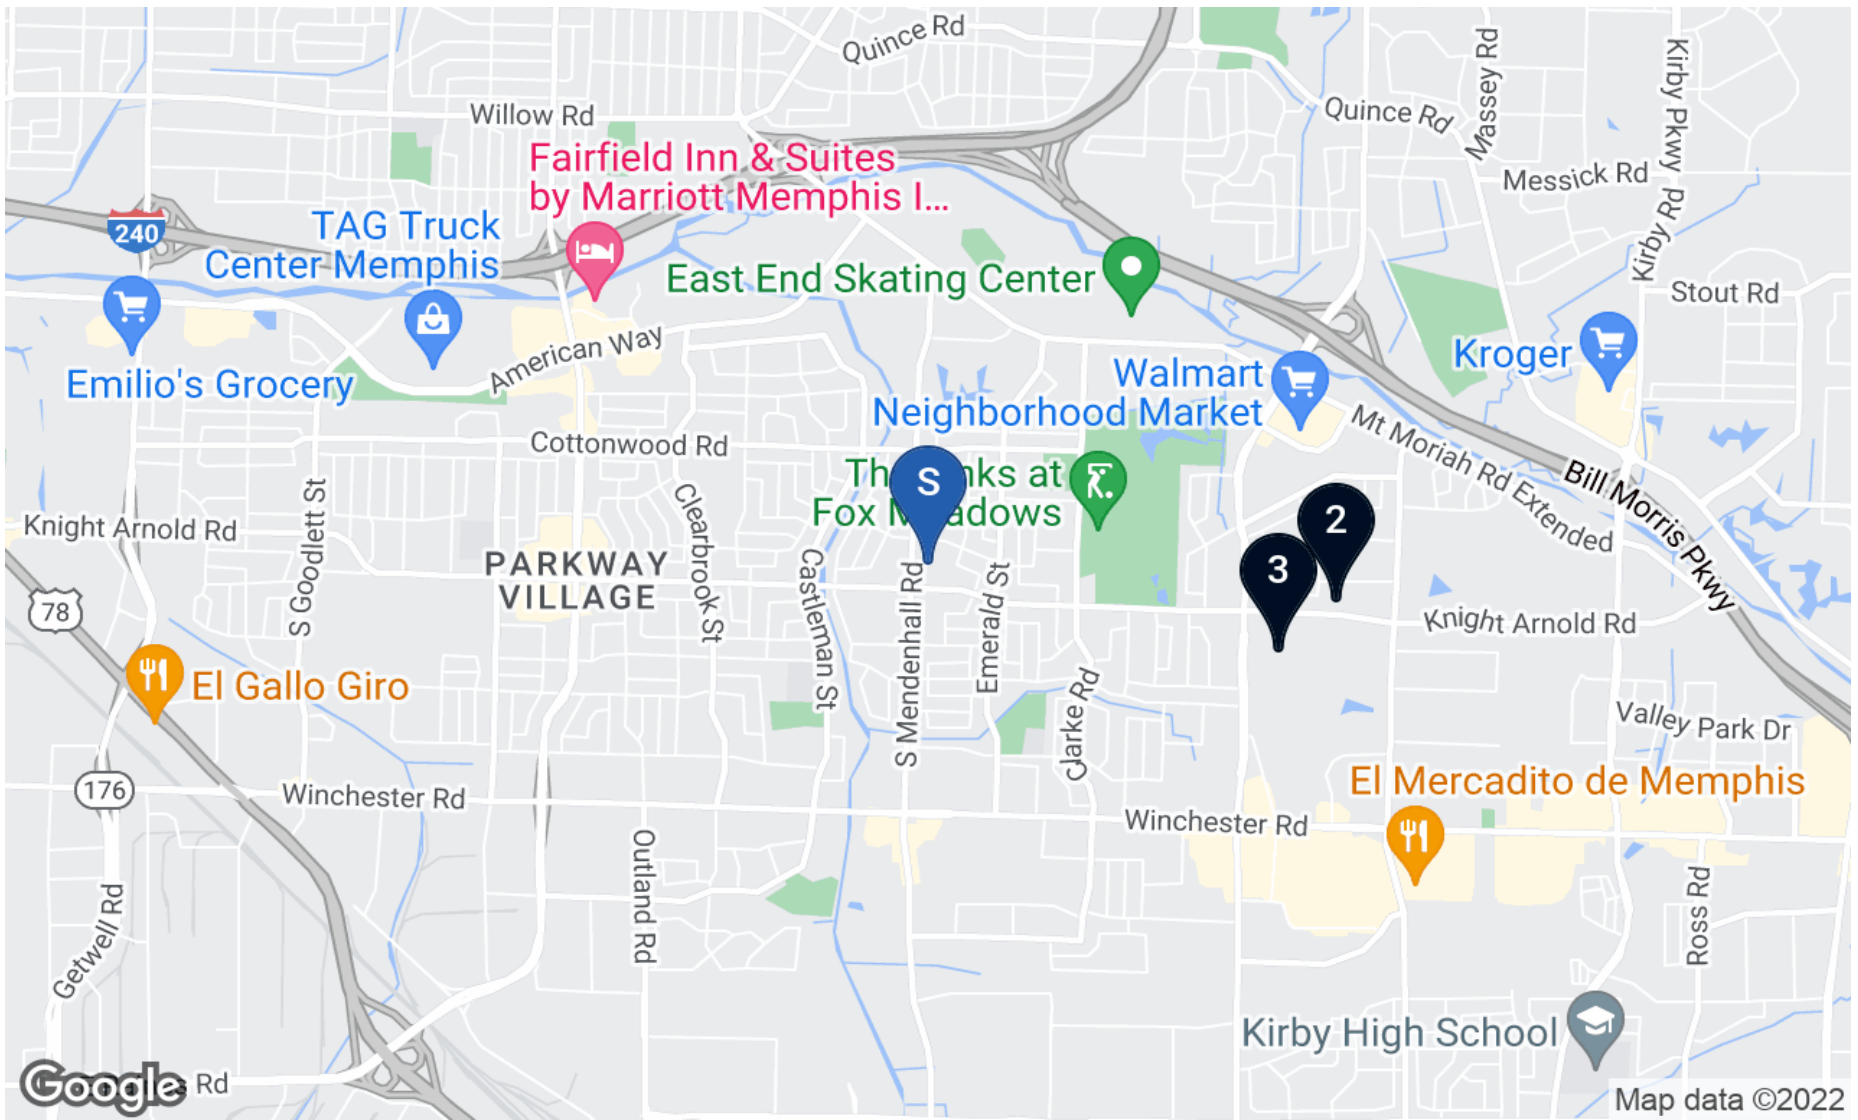 Quince Rd
Willow Rd
Quince Rd
Massey Rd
Kirby Pkwy
Kirby Rd
Messick Rd
Fairfield Inn & Suites
by Marriott Memphis I...
240
TAG Truck
Center Memphis
East End Skating Center
Stout Rd
American Way
Emilio's Grocery
Walmart
Neighborhood Market
Kroger
Cottonwood Rd
Mt Moriah Rd Extended
Bill Morris Pkwy
S
at
Fox
2
3
Knight Arnold Rd
S Goodlett St
Clearbrook St
PARKWAY
VILLAGE
Castleman St
S Mendenhall Rd
Emerald St
Knight Arnold Rd
78
El Gallo Giro
Clarke Rd
Valley Park Dr
176
Winchester Rd
El Mercadito de Memphis
Winchester Rd
Outland Rd
Getwell Rd
Ross Rd
Kirby High School
Google
Rd
Map data ©2022